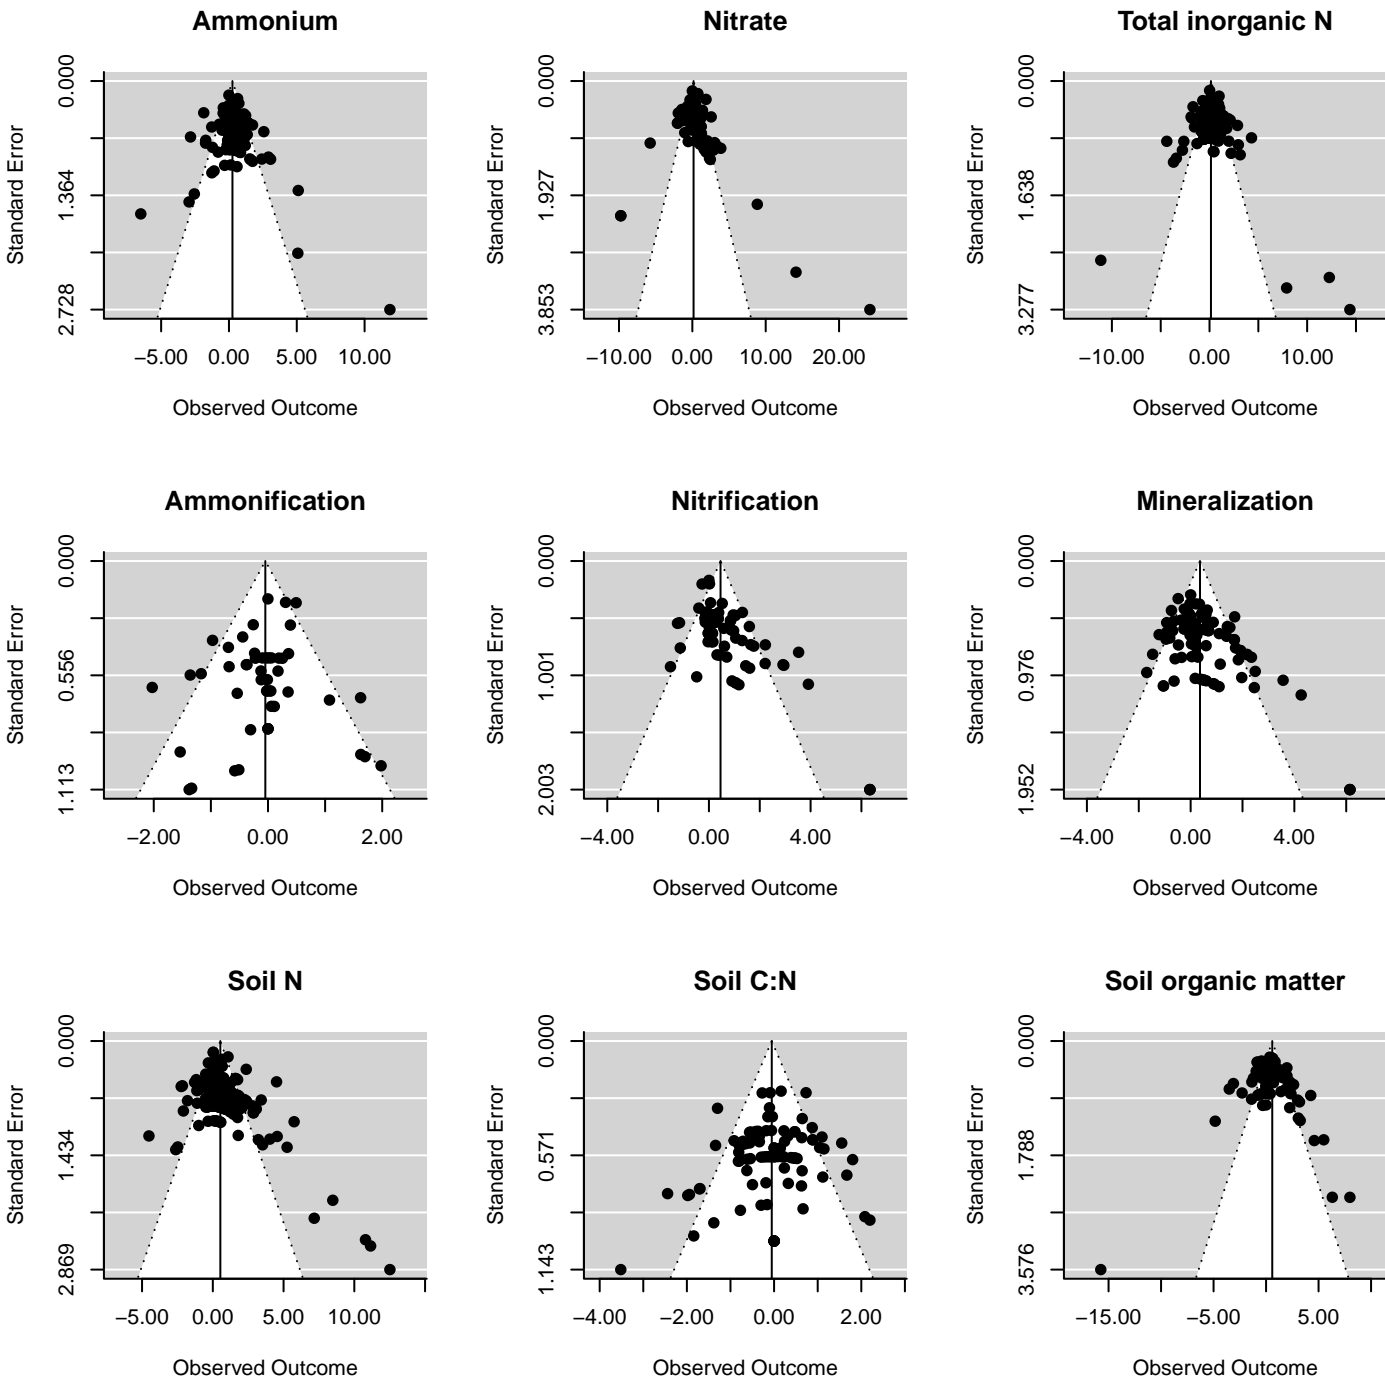 Ammonium
Nitrate
Total inorganic N
Standard Error
0.000
1.364
2.728
−5.00 0.00 5.00 10.00
Observed Outcome
Standard Error
0.000
1.927
3.853
−10.00 0.00 10.00 20.00
Observed Outcome
Standard Error
0.000
1.638
3.277
−10.00 0.00 10.00
Observed Outcome
Ammonification
Nitrification
Mineralization
Standard Error
0.000
0.556
1.113
−2.00 0.00 2.00
Observed Outcome
Standard Error
0.000
1.001
2.003
−4.00 0.00 4.00
Observed Outcome
Standard Error
0.000
0.976
1.952
−4.00 0.00 4.00
Observed Outcome
Soil N
Soil C:N
Soil organic matter
Standard Error
0.000
1.434
2.869
−5.00 0.00 5.00 10.00
Observed Outcome
Standard Error
0.000
0.571
1.143
−4.00 −2.00 0.00 2.00
Observed Outcome
Standard Error
0.000
1.788
3.576
−15.00 −5.00 5.00
Observed Outcome